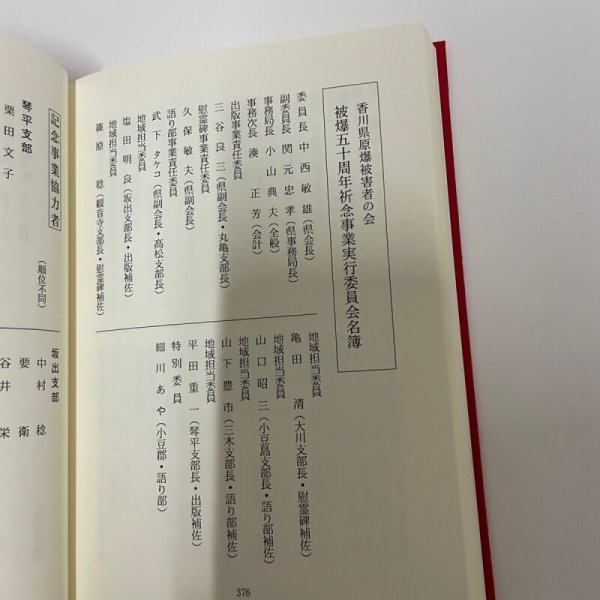 香川県原爆被害者の会
被爆五十周年祈念事業実行委員会名簿
委員長 中西敏雄（県会長）
副委員長 関元忠孝（県事務局長）
事務局長 小山典夫（全般）
事務次長 湊正芳（会計）
出版事業責任委員
三谷良三（県副会長・丸亀支部長）
慰霊碑事業責任委員
久保敏夫（県副会長）
語り部事業責任委員
武下タケコ（県副会長・高松支部長）
地域担当委員
塩田明良（坂出支部長・出版補佐）
地域担当委員
篠原稔（観音寺支部長・慰霊碑補佐）
地域担当委員
亀田清（大川支部長・慰霊碑補佐）
地域担当委員
山口昭三（小豆島支部長・語り部補佐）
地域担当委員
山下豊市（三木支部長・語り部補佐）
地域担当委員
平田重一（琴平支部長・出版補佐）
特別委員
細川あや（小豆郡・語り部）
376
記念事業協力者
（順位不同）
琴平支部
栗田文子
坂出支部
中村稔
要衛
谷井栄